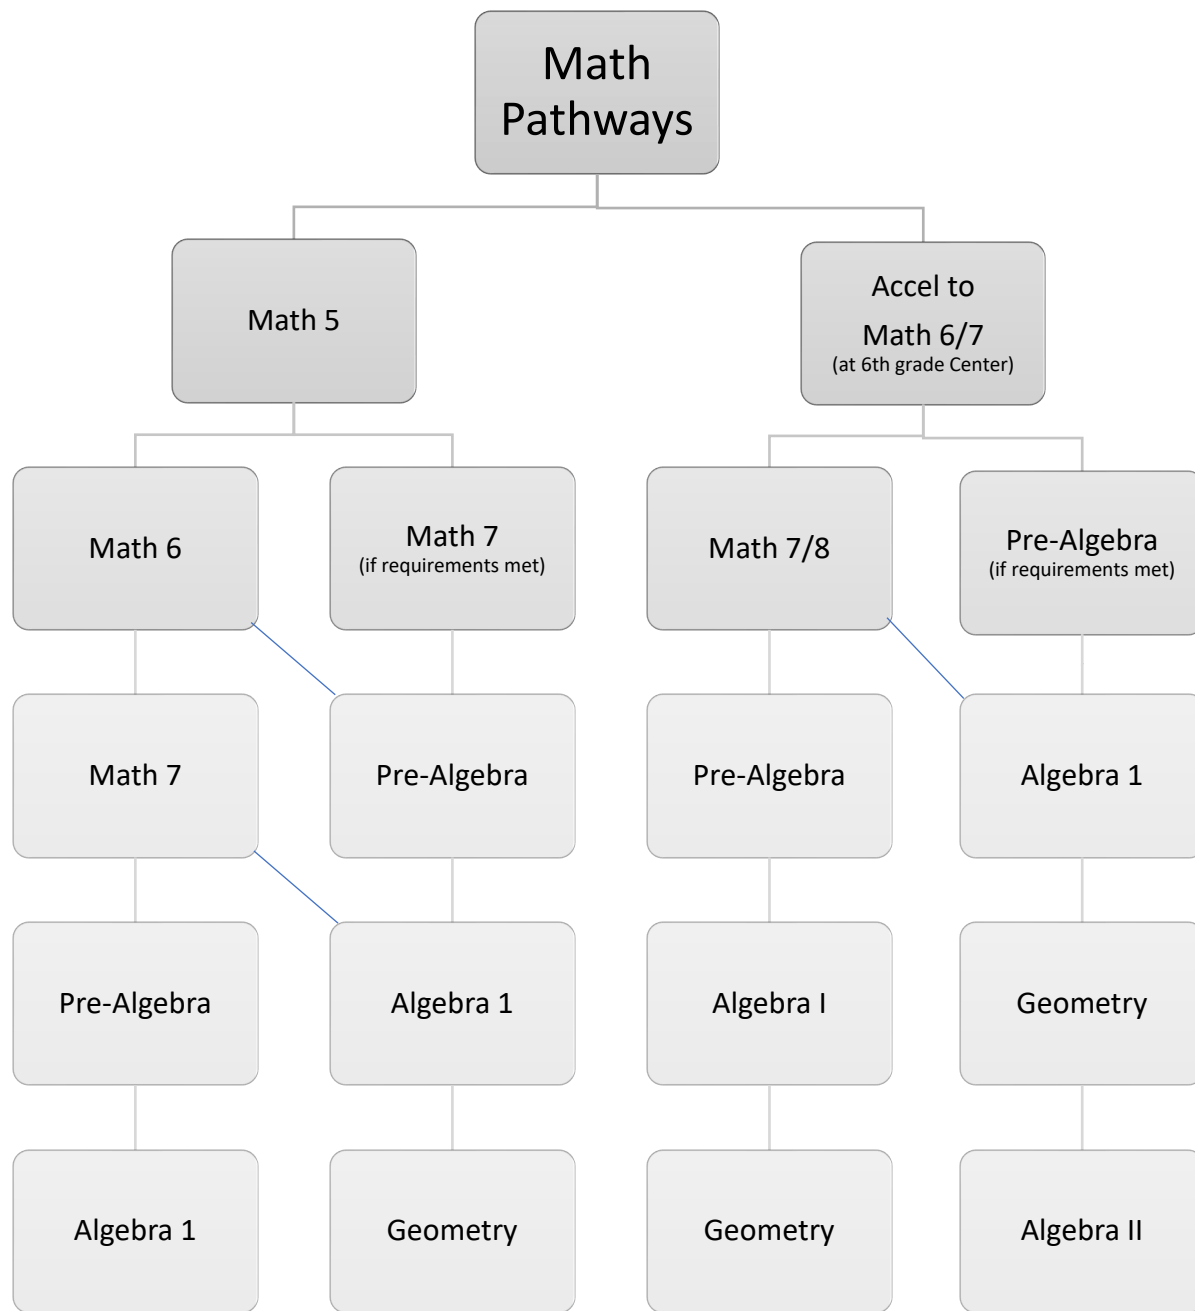 Math
Pathways
Math 5
Accel to
Math 6/7
(at 6th grade Center)
Math 6
Math 7
(if requirements met)
Math 7/8
Pre-Algebra
(if requirements met)
Math 7
Pre-Algebra
Pre-Algebra
Algebra 1
Pre-Algebra
Algebra 1
Algebra I
Geometry
Algebra 1
Geometry
Geometry
Algebra II